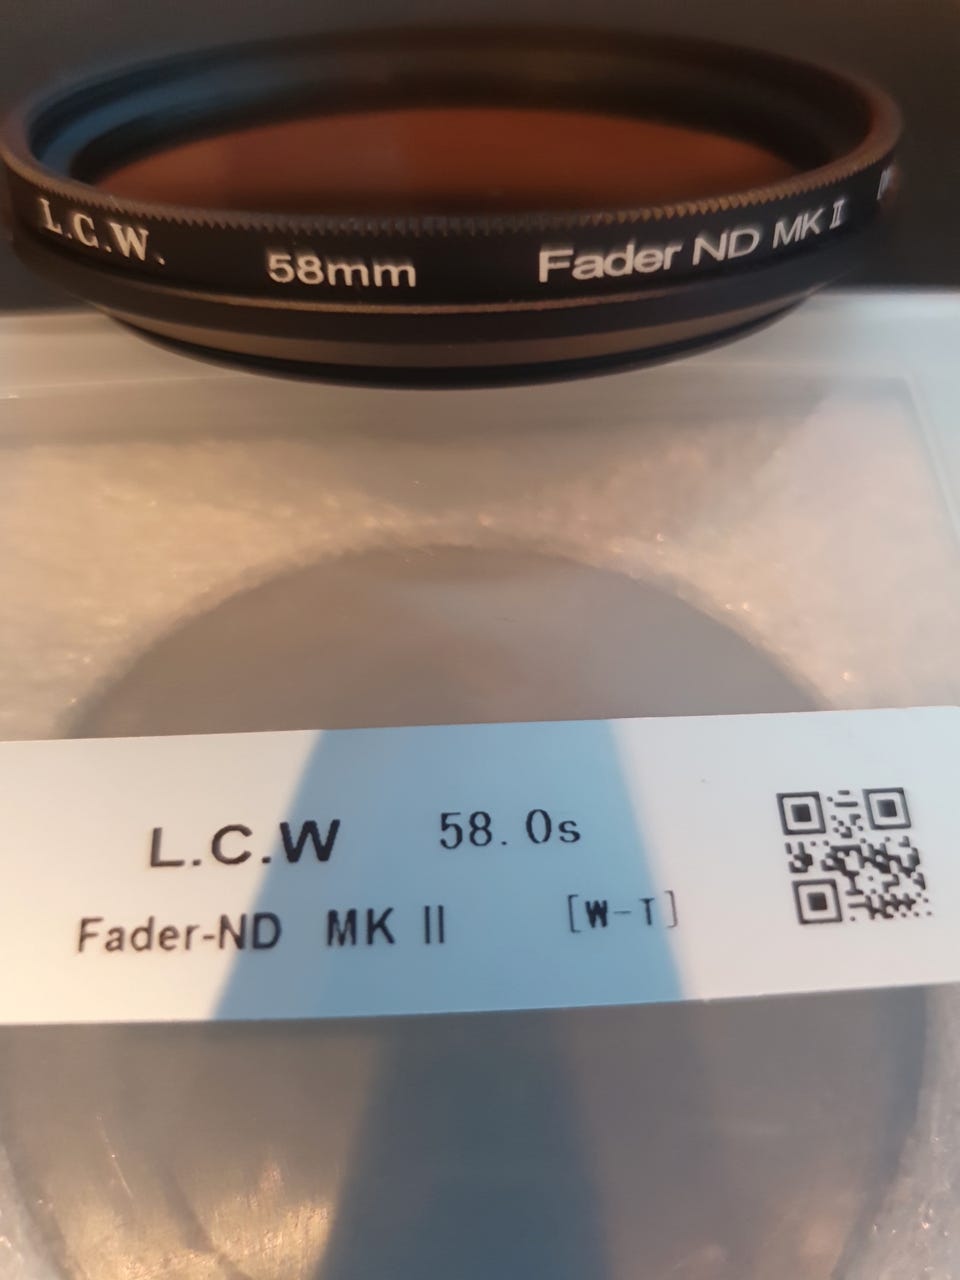 L.C.W. 58mm Fader ND MK II
L.C.W 58.0s
Fader-ND MK II [W-T]